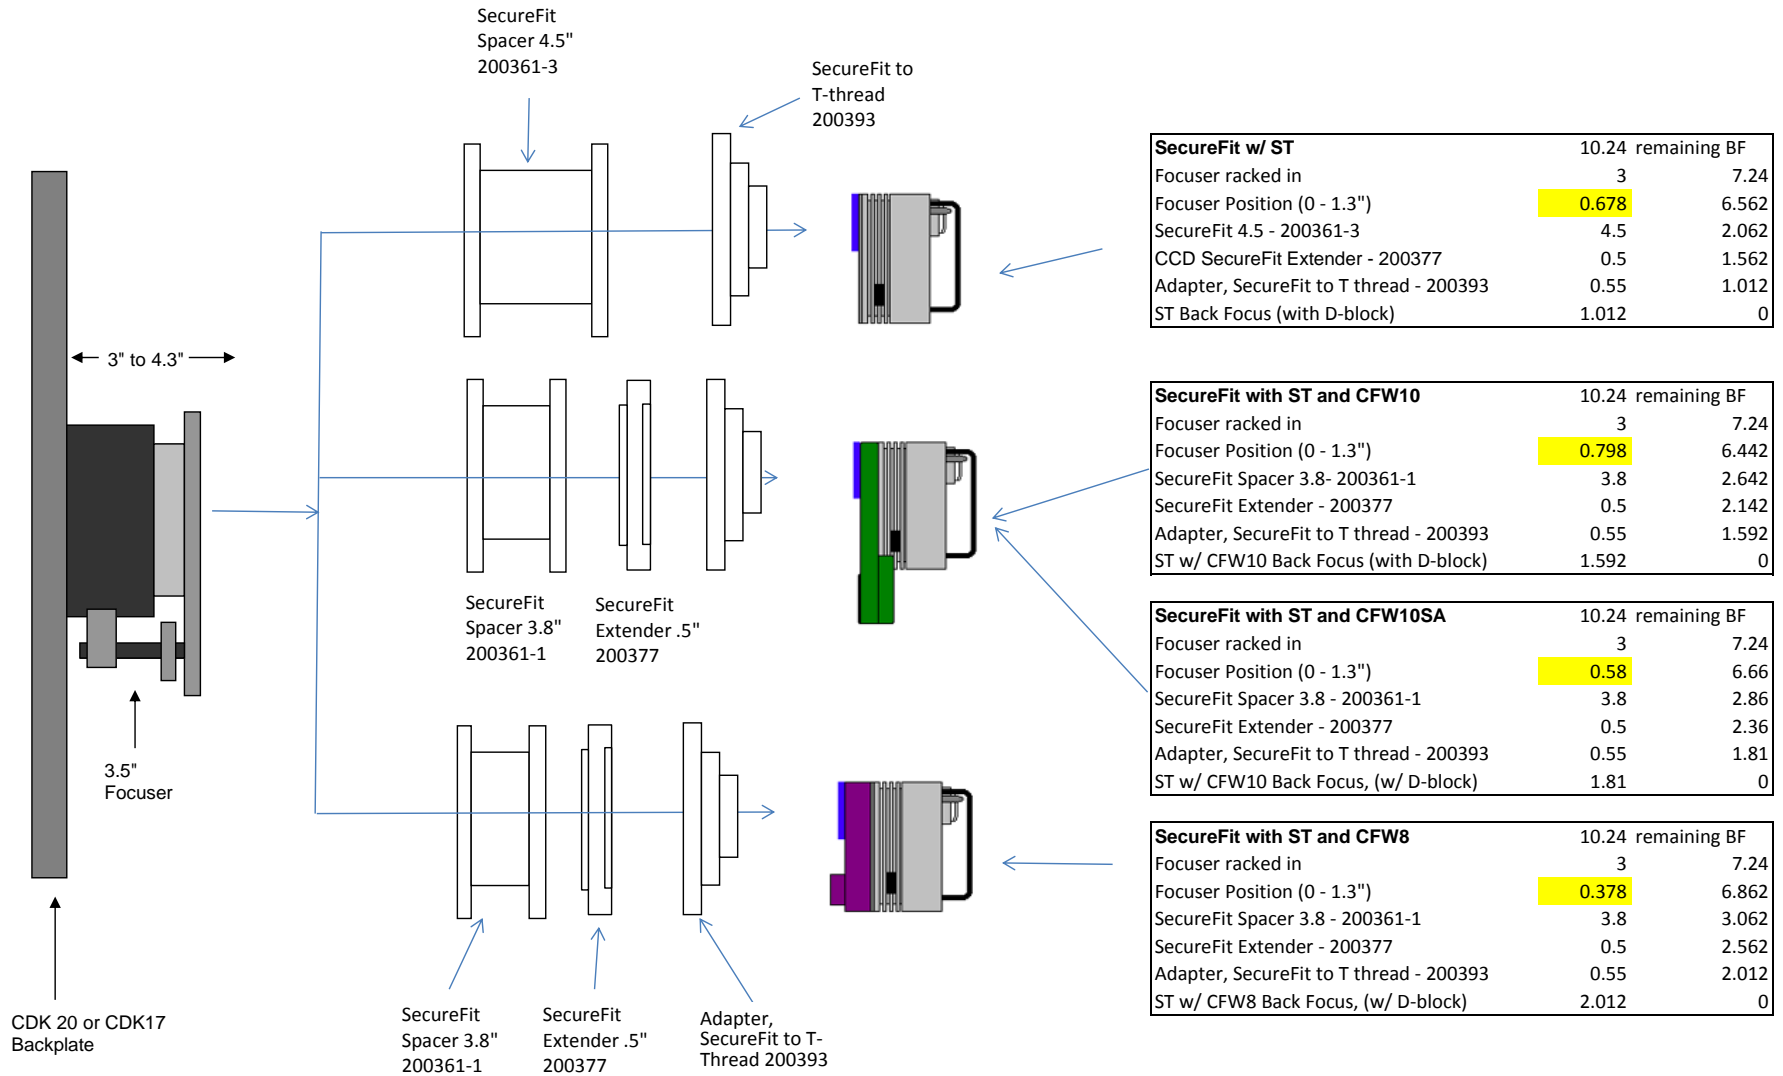 SecureFit
Spacer 4.5"
200361-3
SecureFit to
T-thread
200393
3" to 4.3"
3.5"
Focuser
CDK 20 or CDK17
Backplate
SecureFit
Spacer 3.8"
200361-1
SecureFit
Extender .5"
200377
SecureFit
Spacer 3.8"
200361-1
SecureFit
Extender .5"
200377
Adapter,
SecureFit to T-
Thread 200393
SecureFit w/ ST 10.24 remaining BF
Focuser racked in 3 7.24
Focuser Position (0 - 1.3") 0.678 6.562
SecureFit 4.5 - 200361-3 4.5 2.062
CCD SecureFit Extender - 200377 0.5 1.562
Adapter, SecureFit to T thread - 200393 0.55 1.012
ST Back Focus (with D-block) 1.012 0
SecureFit with ST and CFW10 10.24 remaining BF
Focuser racked in 3 7.24
Focuser Position (0 - 1.3") 0.798 6.442
SecureFit Spacer 3.8- 200361-1 3.8 2.642
SecureFit Extender - 200377 0.5 2.142
Adapter, SecureFit to T thread - 200393 0.55 1.592
ST w/ CFW10 Back Focus (with D-block) 1.592 0
SecureFit with ST and CFW10SA 10.24 remaining BF
Focuser racked in 3 7.24
Focuser Position (0 - 1.3") 0.58 6.66
SecureFit Spacer 3.8 - 200361-1 3.8 2.86
SecureFit Extender - 200377 0.5 2.36
Adapter, SecureFit to T thread - 200393 0.55 1.81
ST w/ CFW10 Back Focus, (w/ D-block) 1.81 0
SecureFit with ST and CFW8 10.24 remaining BF
Focuser racked in 3 7.24
Focuser Position (0 - 1.3") 0.378 6.862
SecureFit Spacer 3.8 - 200361-1 3.8 3.062
SecureFit Extender - 200377 0.5 2.562
Adapter, SecureFit to T thread - 200393 0.55 2.012
ST w/ CFW8 Back Focus, (w/ D-block) 2.012 0